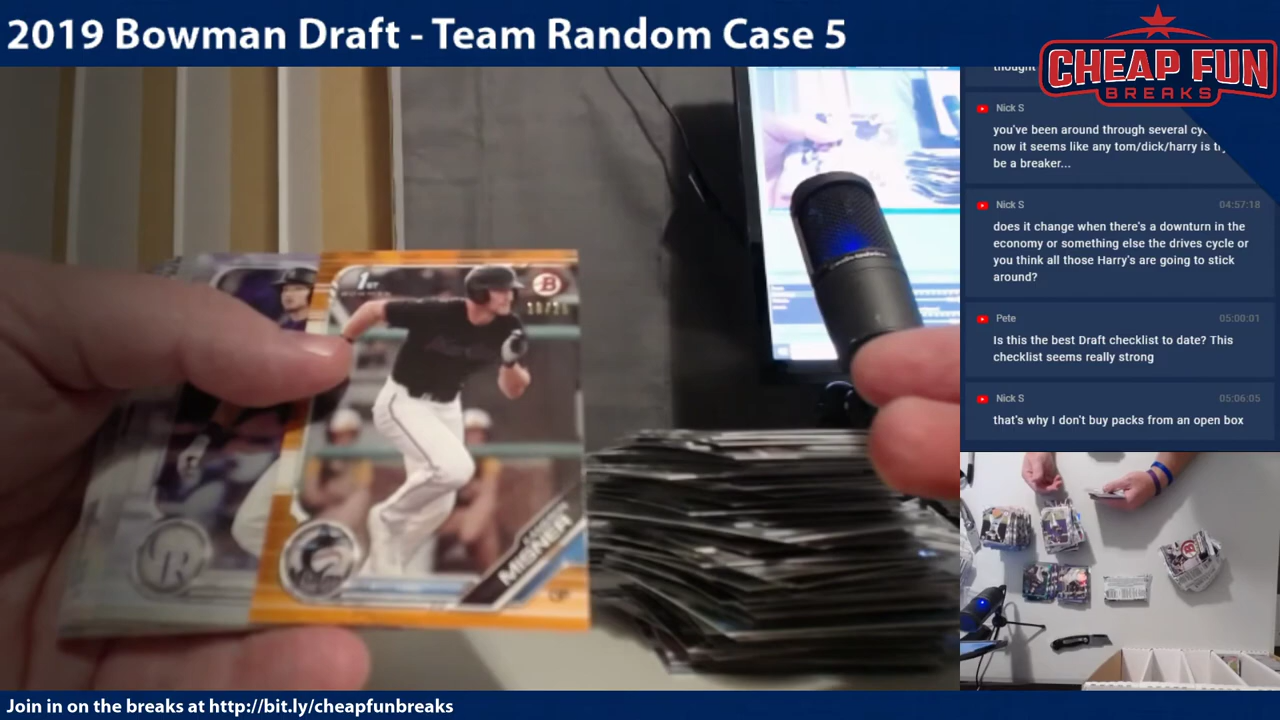 2019 Bowman Draft - Team Random Case 5
CHEAP FUN
BREAKS
thought
Nick S
you've been around through several
now it seems like any tom/dick/harry is
be a breaker...
Nick S 04:57:18
does it change when there's a downturn in the
economy or something else the drives cycle or
you think all those Harry's are going to stick
around?
Pete 05:00:01
Is this the best Draft checklist to date? This
checklist seems really strong
Nick S 05:06:05
that's why I don't buy packs from an open box
1ST
B
MISNER
CR
Join in on the breaks at http://bit.ly/cheapfunbreaks